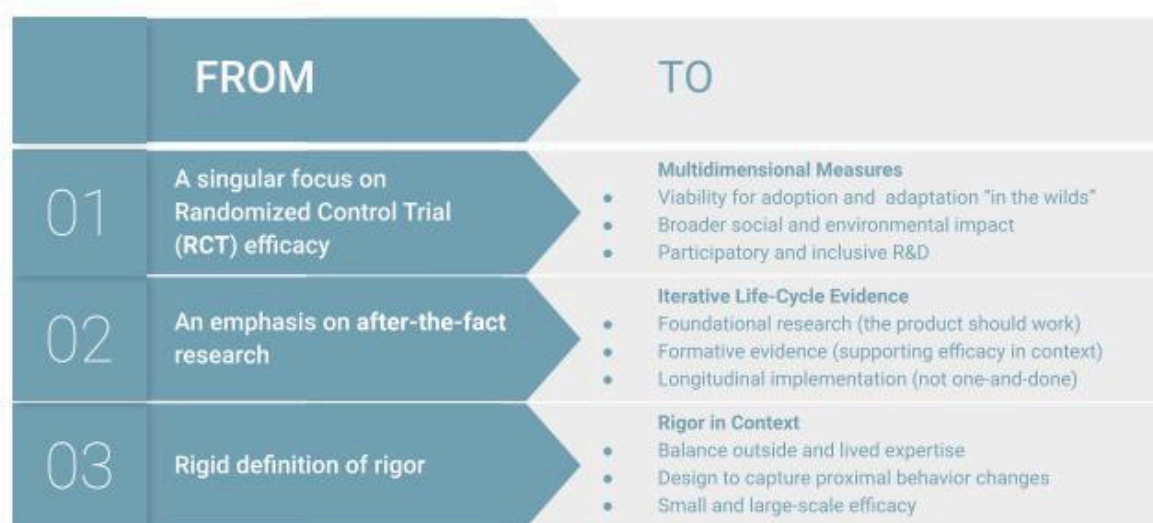 FROM
TO
01
A singular focus on
Randomized Control Trial
(RCT) efficacy
Multidimensional Measures
• Viability for adoption and adaptation “in the wilds”
• Broader social and environmental impact
• Participatory and inclusive R&D
02
An emphasis on after-the-fact
research
Iterative Life-Cycle Evidence
• Foundational research (the product should work)
• Formative evidence (supporting efficacy in context)
• Longitudinal implementation (not one-and-done)
03
Rigid definition of rigor
Rigor in Context
• Balance outside and lived expertise
• Design to capture proximal behavior changes
• Small and large-scale efficacy